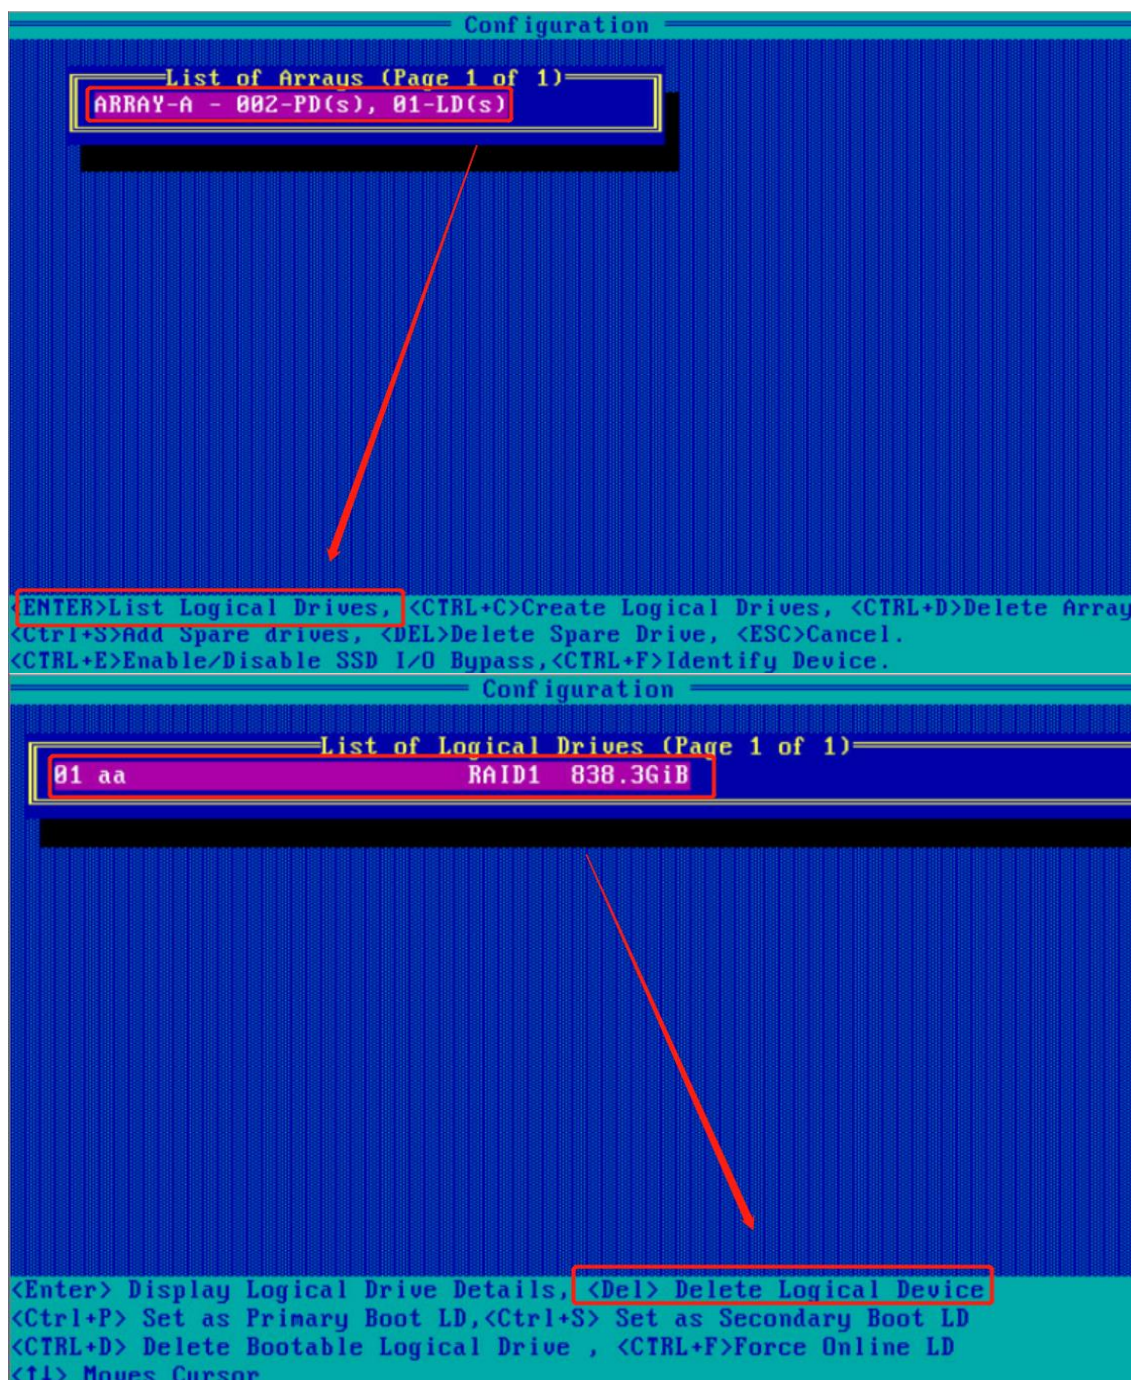 Configuration
List of Arrays (Page 1 of 1)
ARRAY-A - 002-PD(s), 01-LD(s)
<ENTER>List Logical Drives, <CTRL+C>Create Logical Drives, <CTRL+D>Delete Array
<Ctrl+S>Add Spare drives, <DEL>Delete Spare Drive, <ESC>Cancel.
<CTRL+E>Enable/Disable SSD I/O Bypass,<CTRL+F>Identify Device.
Configuration
List of Logical Drives (Page 1 of 1)
01 aa RAID1 838.3GiB
<Enter> Display Logical Drive Details, <Del> Delete Logical Device
<Ctrl+P> Set as Primary Boot LD,<Ctrl+S> Set as Secondary Boot LD
<CTRL+D> Delete Bootable Logical Drive , <CTRL+F>Force Online LD
<↑↓> Moves Cursor